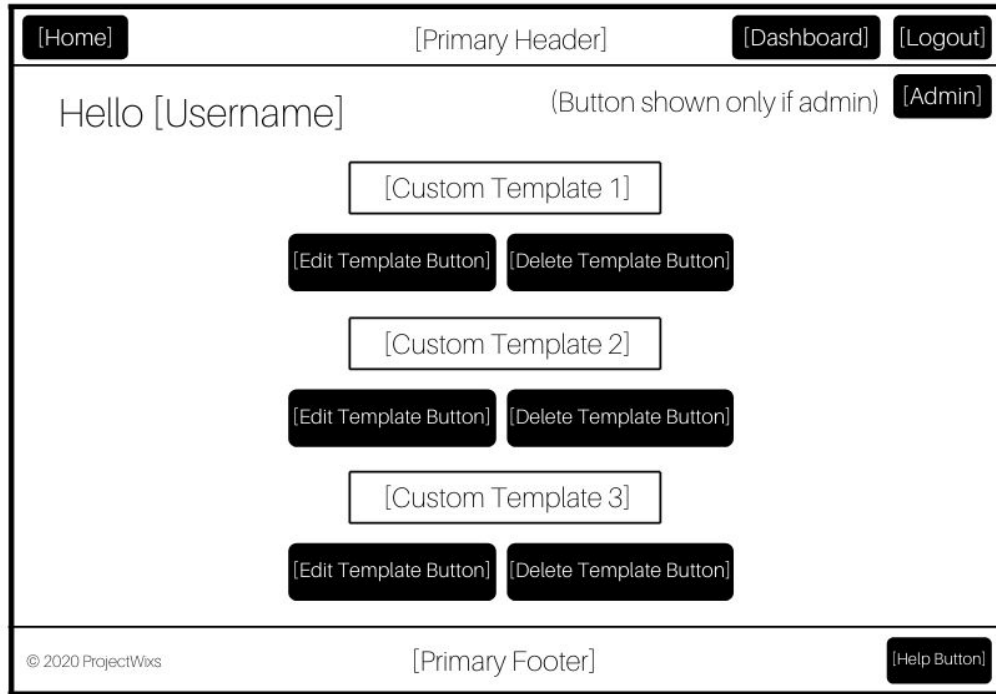 [Home] [Primary Header] [Dashboard] [Logout]
Hello [Username] (Button shown only if admin) [Admin]
[Custom Template 1]
[Edit Template Button] [Delete Template Button]
[Custom Template 2]
[Edit Template Button] [Delete Template Button]
[Custom Template 3]
[Edit Template Button] [Delete Template Button]
© 2020 ProjectWixs [Primary Footer] [Help Button]